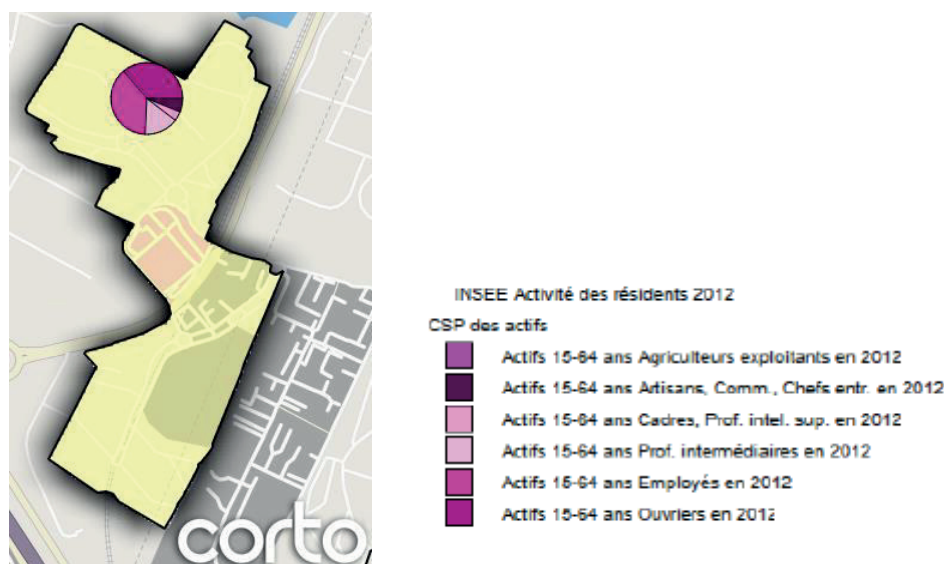 INSEE Activité des résidents 2012
CSP des actifs
Actifs 15-64 ans Agriculteurs exploitants en 2012
Actifs 15-64 ans Artisans, Comm., Chefs entr. en 2012
Actifs 15-64 ans Cadres, Prof. intel. sup. en 2012
Actifs 15-64 ans Prof. intermédiaires en 2012
Actifs 15-64 ans Employés en 2012
Actifs 15-64 ans Ouvriers en 2012
corto